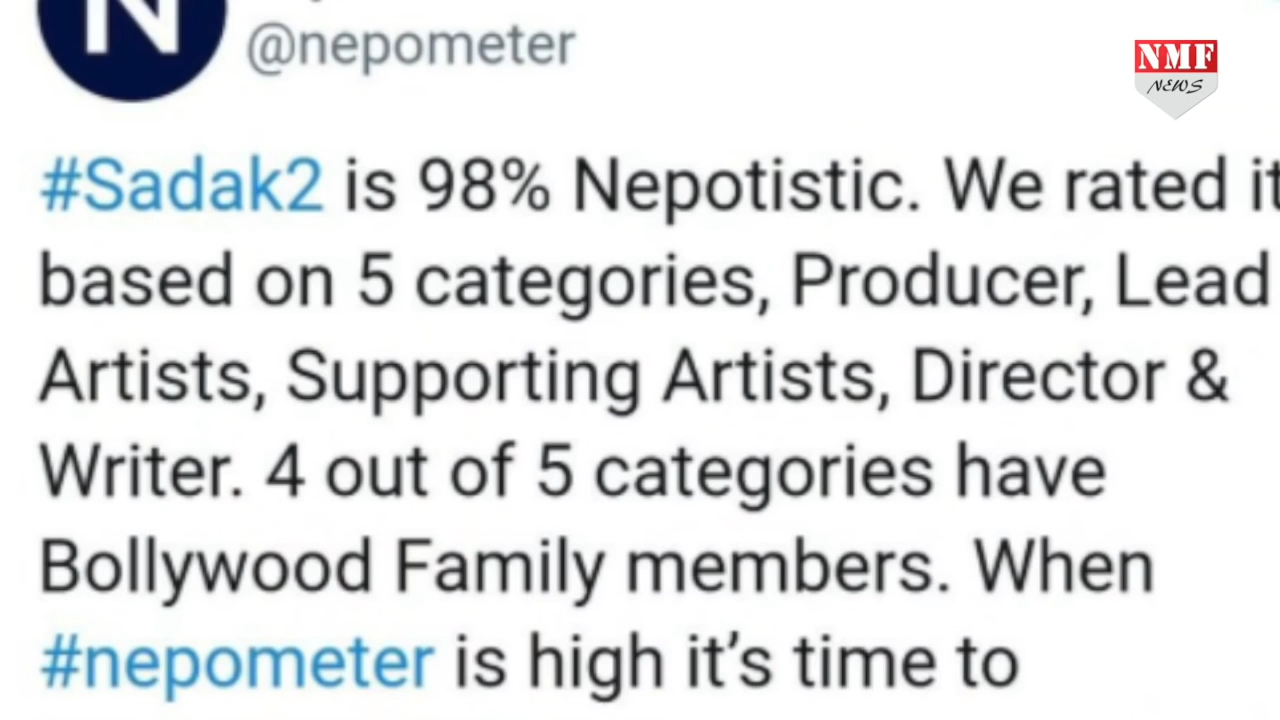 N
@nepometer
NMF
NEWS
#Sadak2 is 98% Nepotistic. We rated it
based on 5 categories, Producer, Lead
Artists, Supporting Artists, Director &
Writer. 4 out of 5 categories have
Bollywood Family members. When
#nepometer is high it’s time to